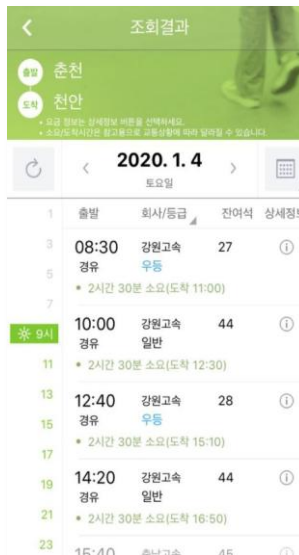 조회결과
출발 춘천
도착 천안
• 요금 정보는 상세정보 버튼을 선택하세요.
• 소요/도착시간은 참고용으로 교통상황에 따라 달라질 수 있습니다.
2020. 1. 4
토요일
출발 회사/등급 잔여석 상세정보
08:30 강원고속 27
경유 우등
• 2시간 30분 소요(도착 11:00)
10:00 강원고속 44
경유 일반
• 2시간 30분 소요(도착 12:30)
12:40 강원고속 28
경유 우등
• 2시간 30분 소요(도착 15:10)
14:20 강원고속 44
경유 일반
• 2시간 30분 소요(도착 16:50)
15:40 충남고속 45
1
3
5
7
9시
11
13
15
17
19
21
23